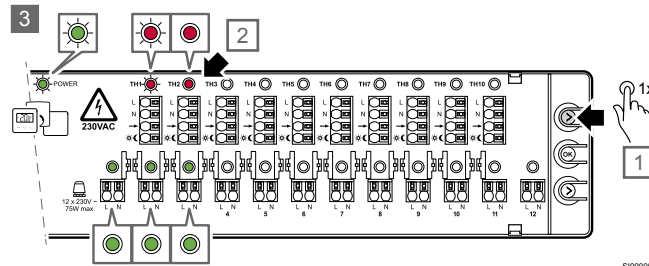 3
2
POWER
TH1 TH2 TH3 TH4 TH5 TH6 TH7 TH8 TH9 TH10
1x
L
N
230VAC
OK
1
12 x 230V ~
75W max
L N L N L N L N L N L N L N L N L N L N L N L N
4 5 6 7 8 9 10 11 12